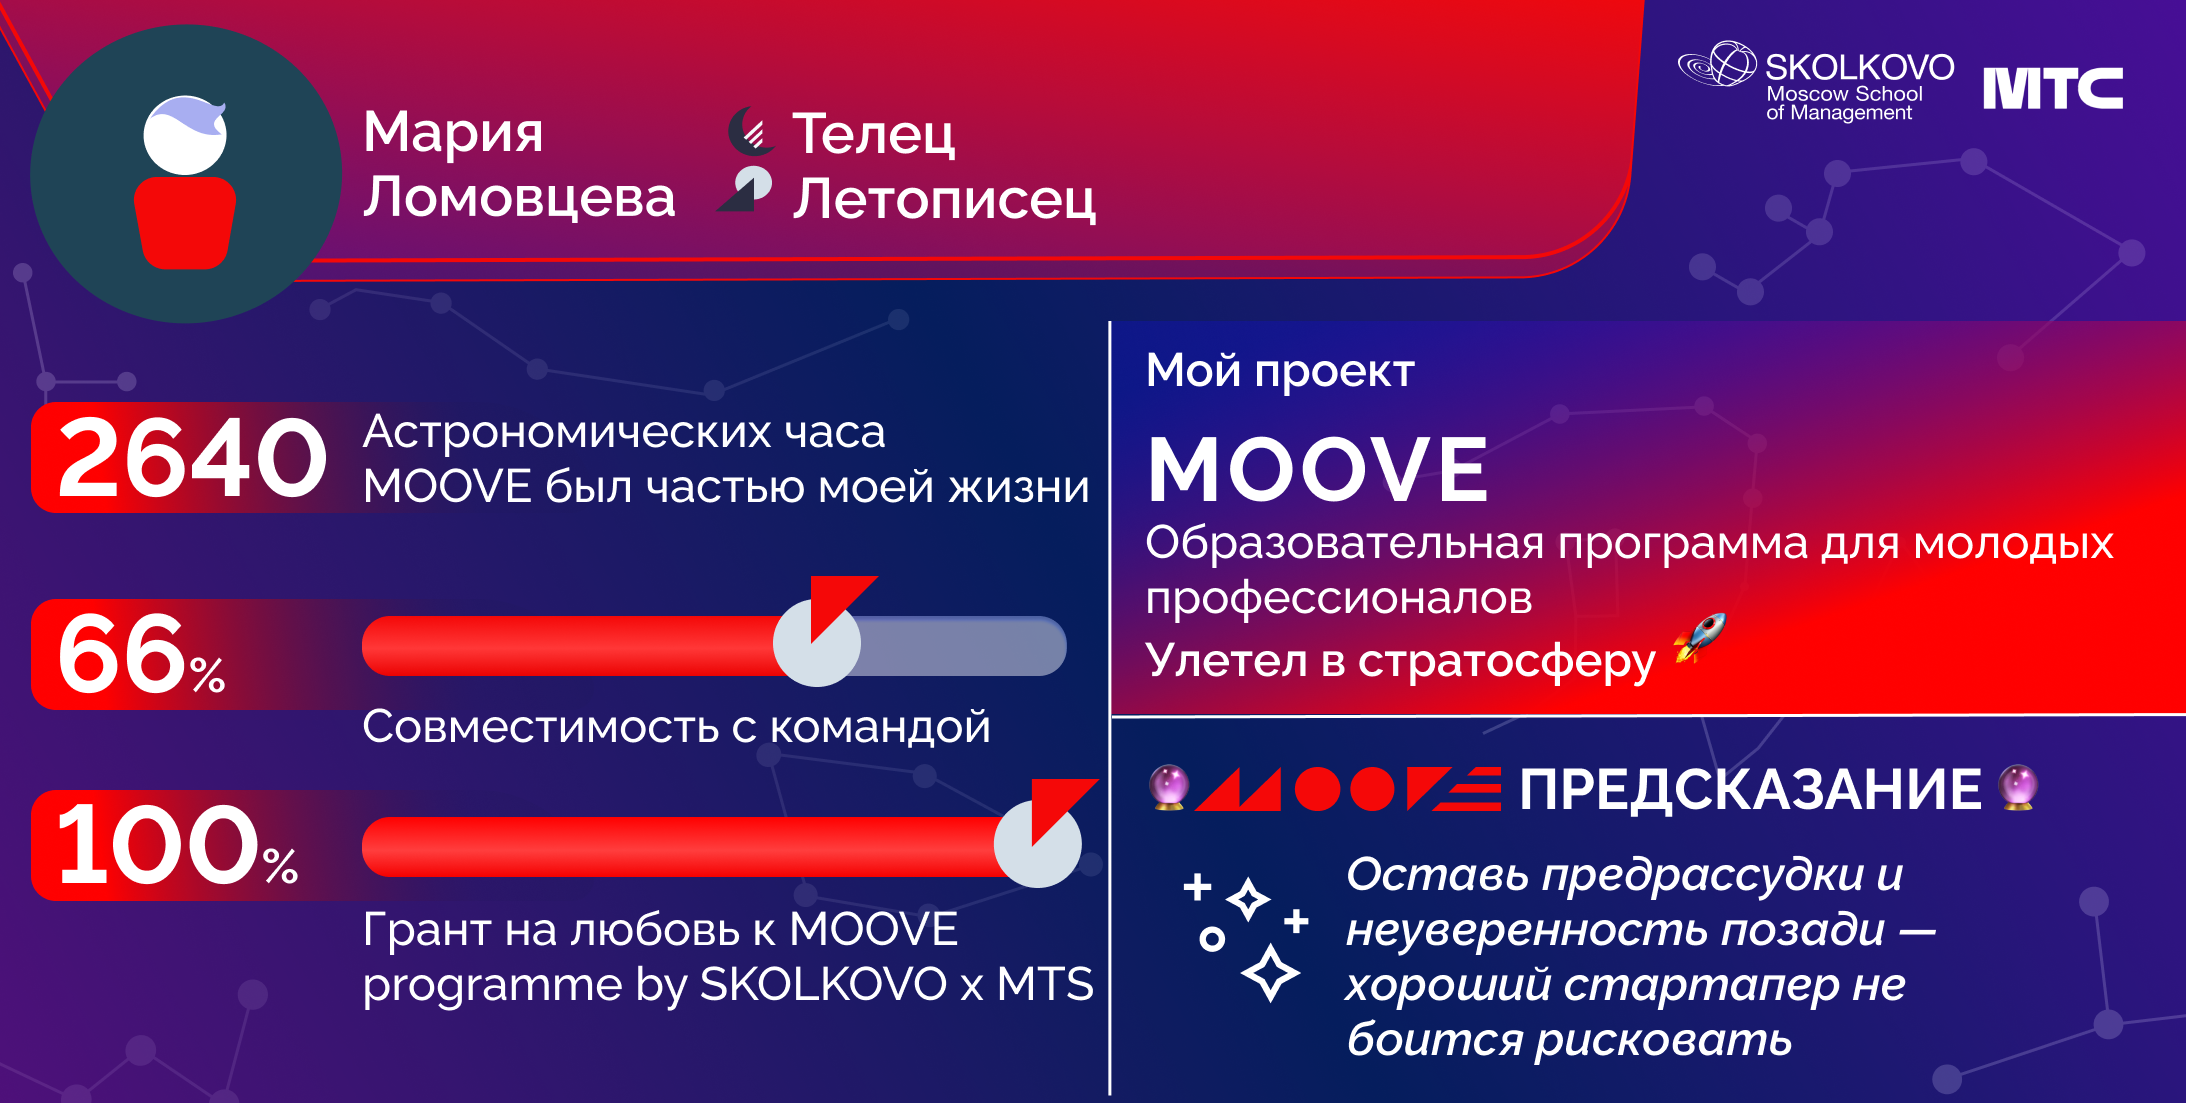 Мария
Ломовцева
Телец
Летописец
SKOLKOVO
Moscow School
of Management
МТС
2640
Астрономических часа
MOOVE был частью моей жизни
66%
Совместимость с командой
100%
Грант на любовь к MOOVE
programme by SKOLKOVO x MTS
Мой проект
MOOVE
Образовательная программа для молодых
профессионалов
Улетел в стратосферу 🚀
🔮MOOVE ПРЕДСКАЗАНИЕ 🔮
Оставь предрассудки и
неуверенность позади —
хороший стартапер не
боится рисковать